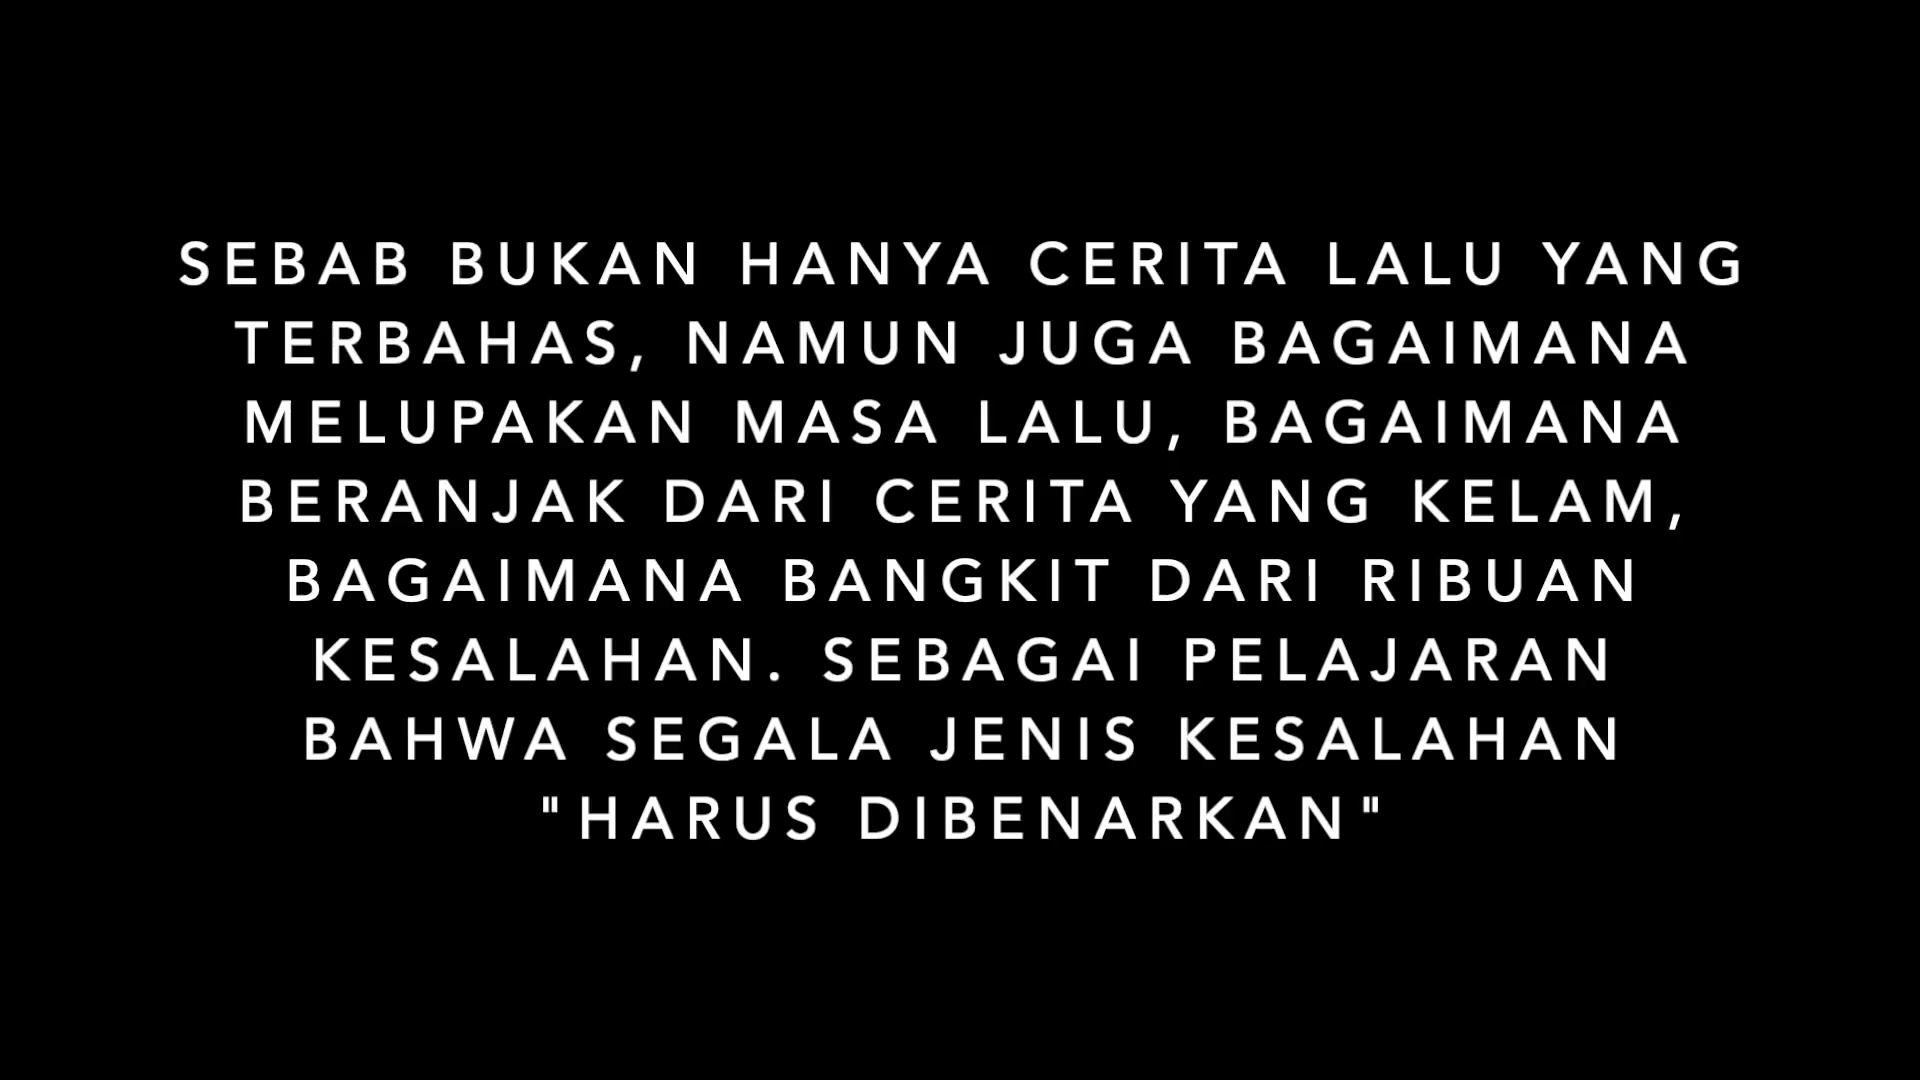 SEBAB BUKAN HANYA CERITA LALU YANG
TERBAHAS, NAMUN JUGA BAGAIMANA
MELUPAKAN MASA LALU, BAGAIMANA
BERANJAK DARI CERITA YANG KELAM,
BAGAIMANA BANGKIT DARI RIBUAN
KESALAHAN. SEBAGAI PELAJARAN
BAHWA SEGALA JENIS KESALAHAN
"HARUS DIBENARKAN"